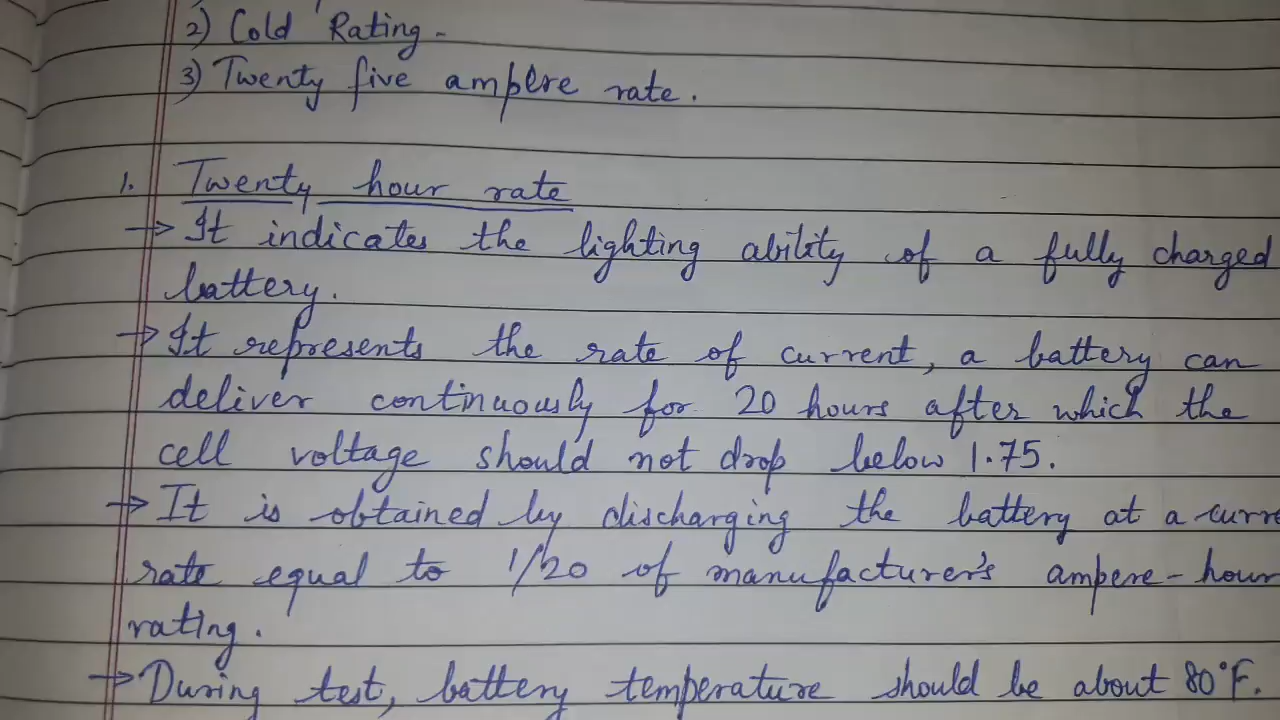 2) Cold Rating-
3) Twenty five ampere rate.
1. Twenty hour rate
→ It indicates the lighting ability of a fully charged
battery.
→ It represents the rate of current, a battery can
deliver continuously for 20 hours after which the
cell voltage should not drop below 1.75.
→ It is obtained by discharging the battery at a curre
rate equal to 1/20 of manufacturer's ampere-hour
rating.
→ During test, battery temperature should be about 80°F.